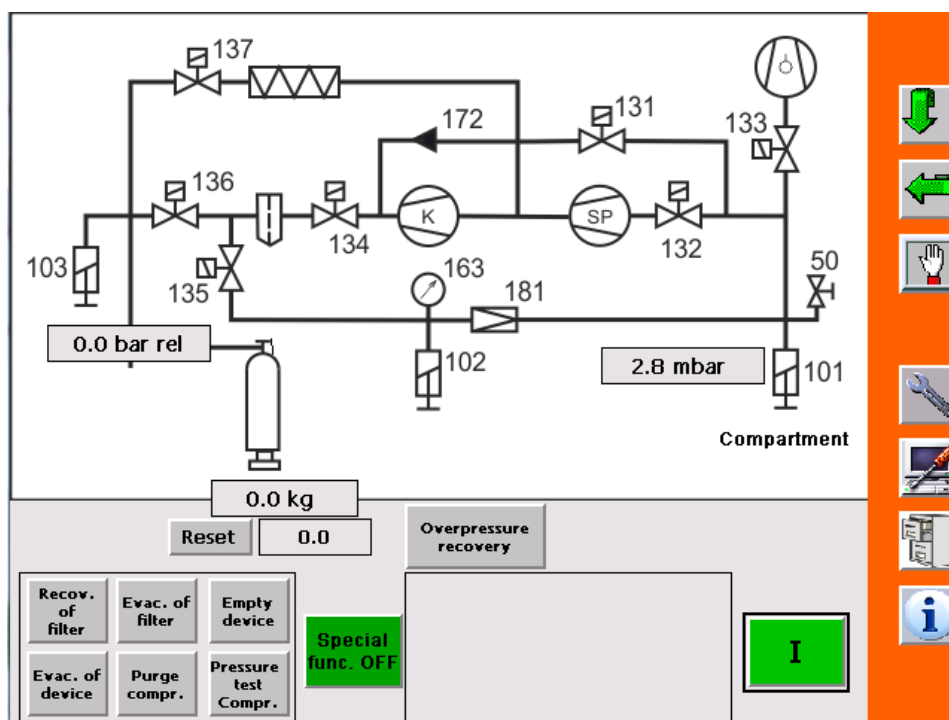 137
131
172
133
136
K
SP
134
132
103
135
163
50
181
0.0 bar rel
102
2.8 mbar
101
Compartment
0.0 kg
Reset
0.0
Overpressure
recovery
Recov.
of
filter
Evac. of
filter
Empty
device
Special
func. OFF
Evac. of
device
Purge
compr.
Pressure
test
Compr.
I
i